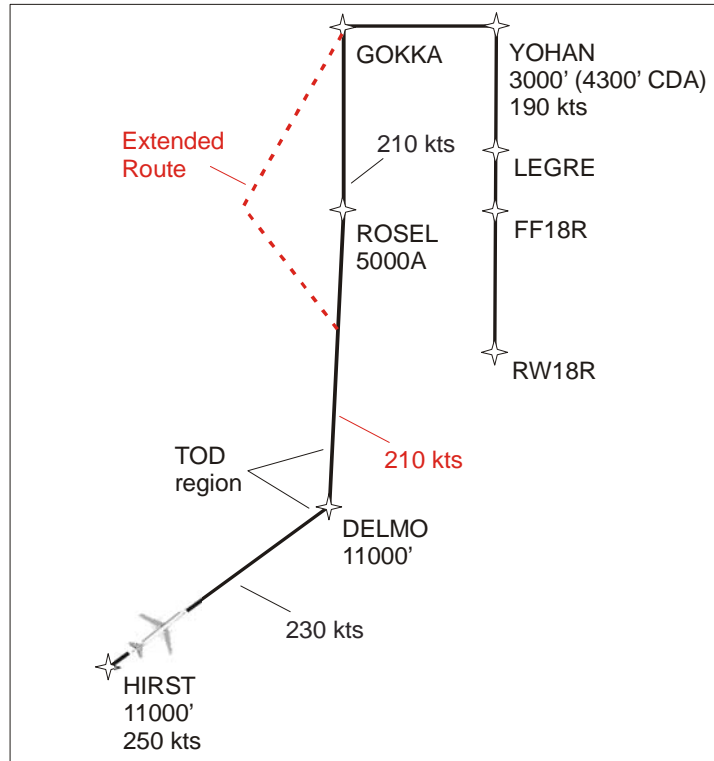 GOKKA
YOHAN
3000’ (4300’ CDA)
190 kts
Extended
Route
210 kts
LEGRE
ROSEL
5000A
FF18R
RW18R
TOD
region
210 kts
DELMO
11000’
230 kts
HIRST
11000’
250 kts